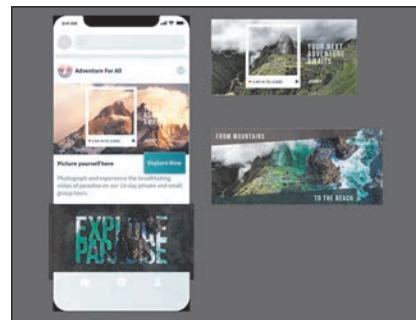 Adventure For All
Picture yourself here
Explore Now
Photograph and experience the breathtaking
vistas of paradise on our 14-day private and small
group tours.
EXPLORE
PARADISE
YOUR NEXT
ADVENTURE
AWAITS
FROM MOUNTAINS
TO THE BEACH